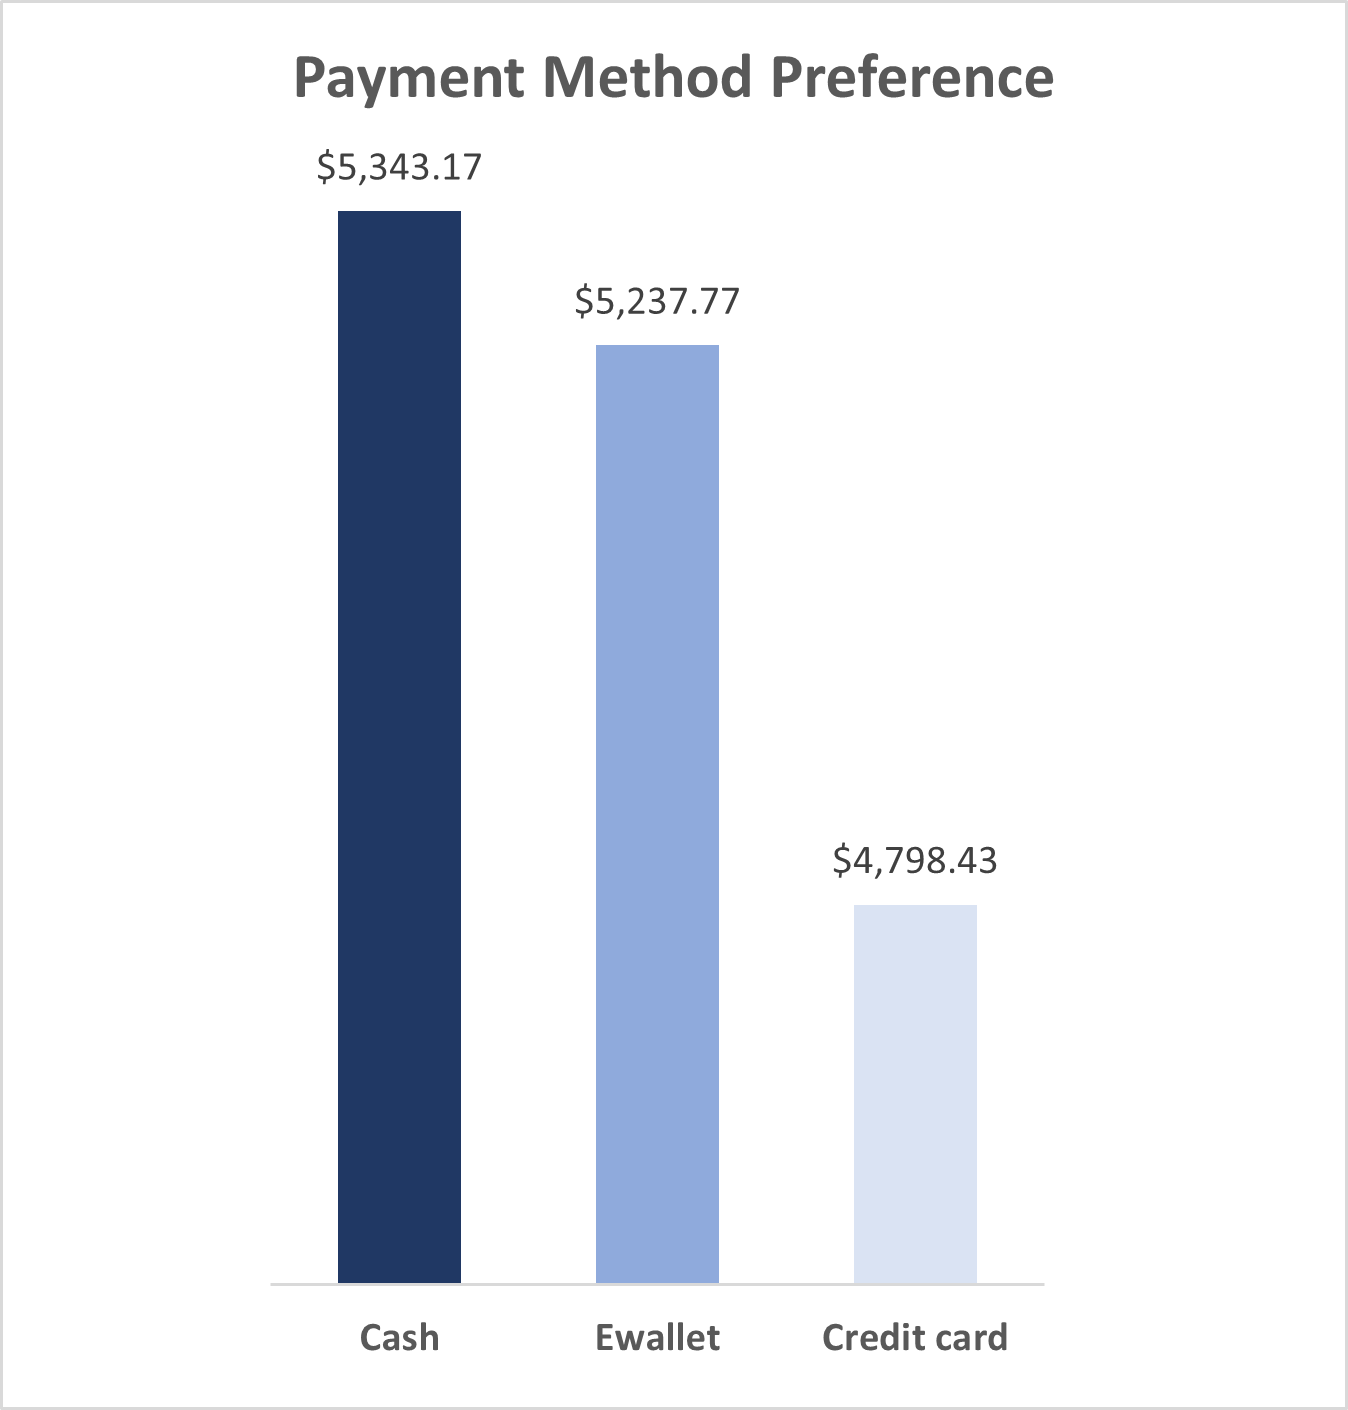 Payment Method Preference
$5,343.17
$5,237.77
$4,798.43
Cash Ewallet Credit card